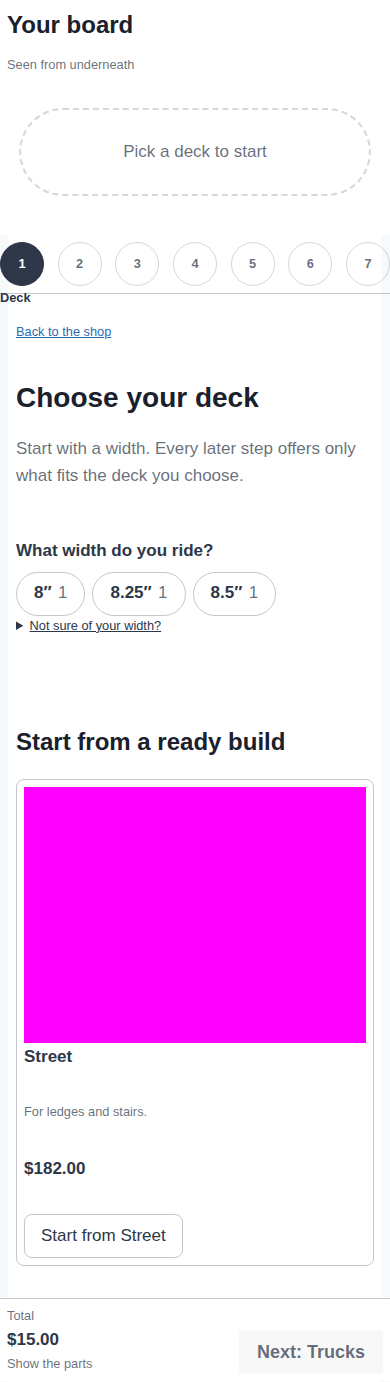 Your board
Seen from underneath
Pick a deck to start
1 2 3 4 5 6 7
Deck
Back to the shop
Choose your deck
Start with a width. Every later step offers only
what fits the deck you choose.
What width do you ride?
8″ 1 8.25″ 1 8.5″ 1
Not sure of your width?
Start from a ready build
Street
For ledges and stairs.
$182.00
Start from Street
Total
$15.00
Show the parts
Next: Trucks